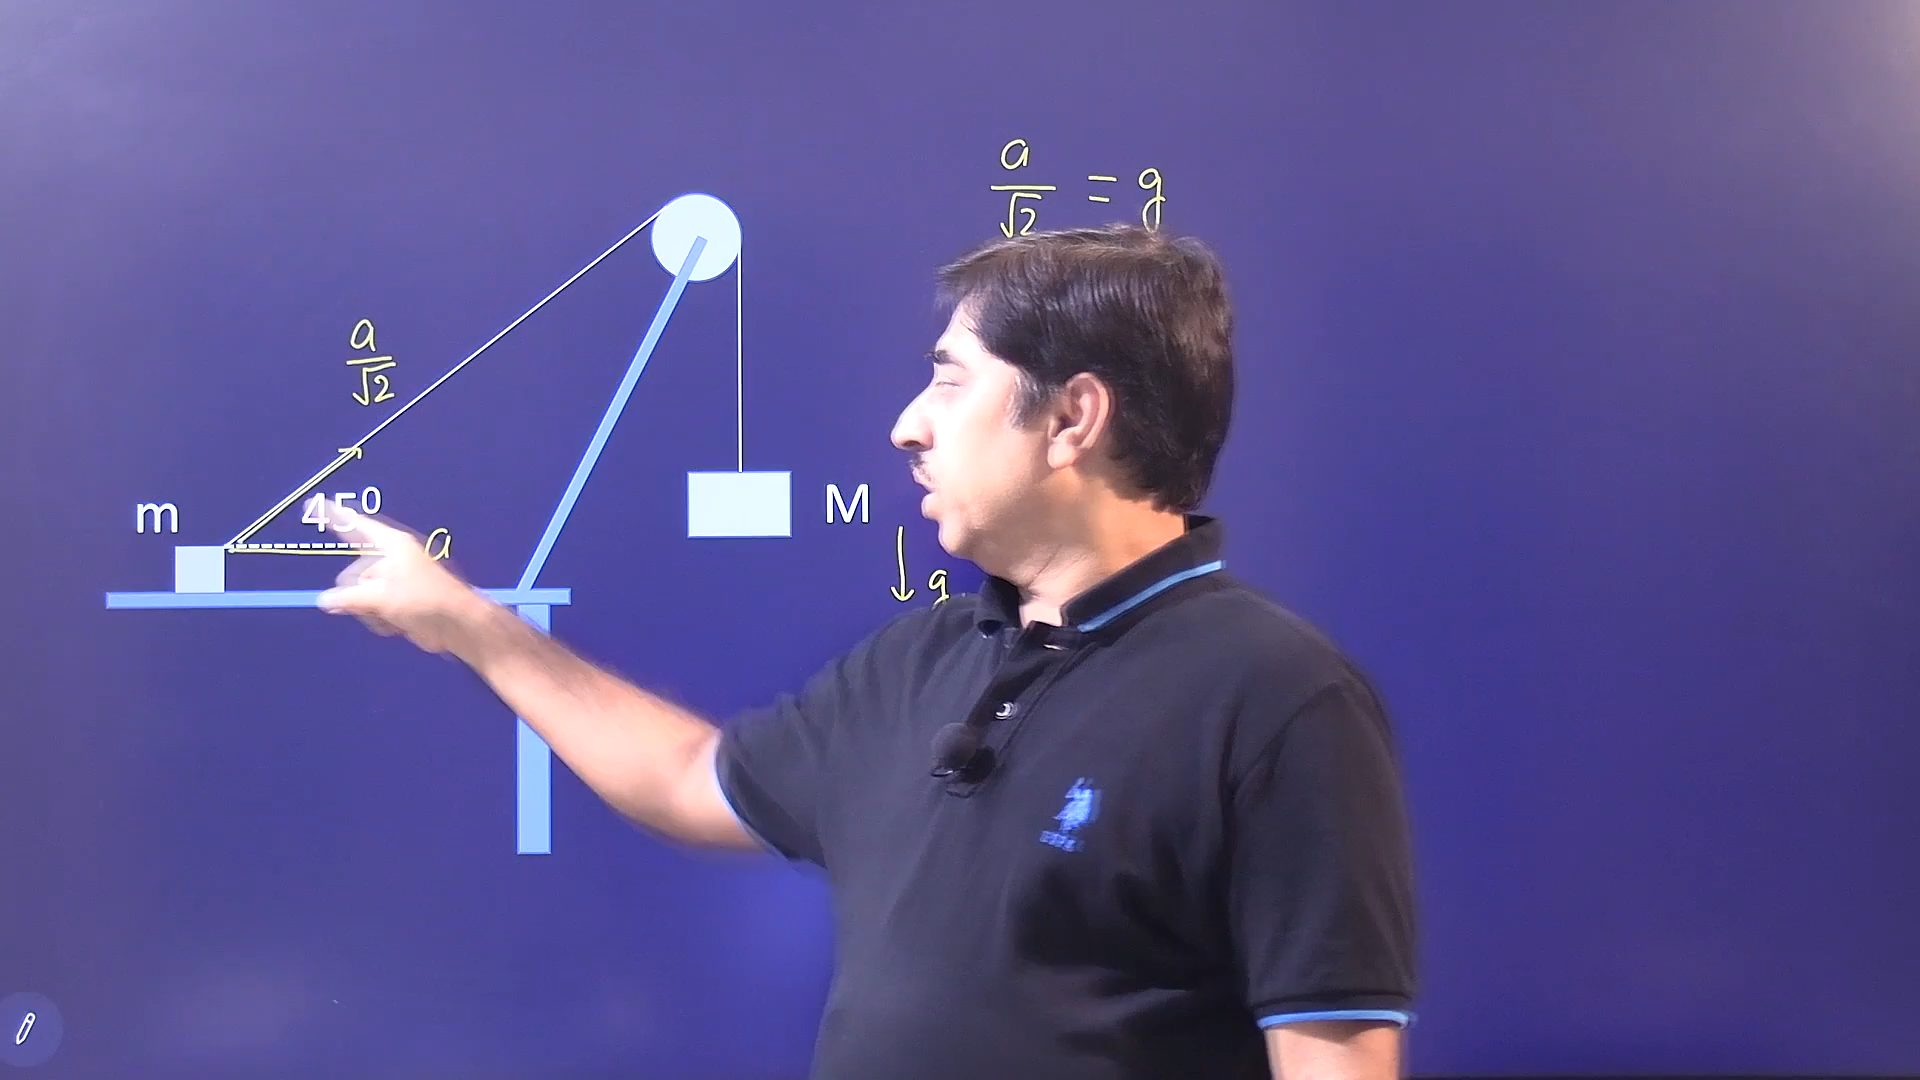 a/√2 = g
a/√2
45⁰
m
a
M
↓ g